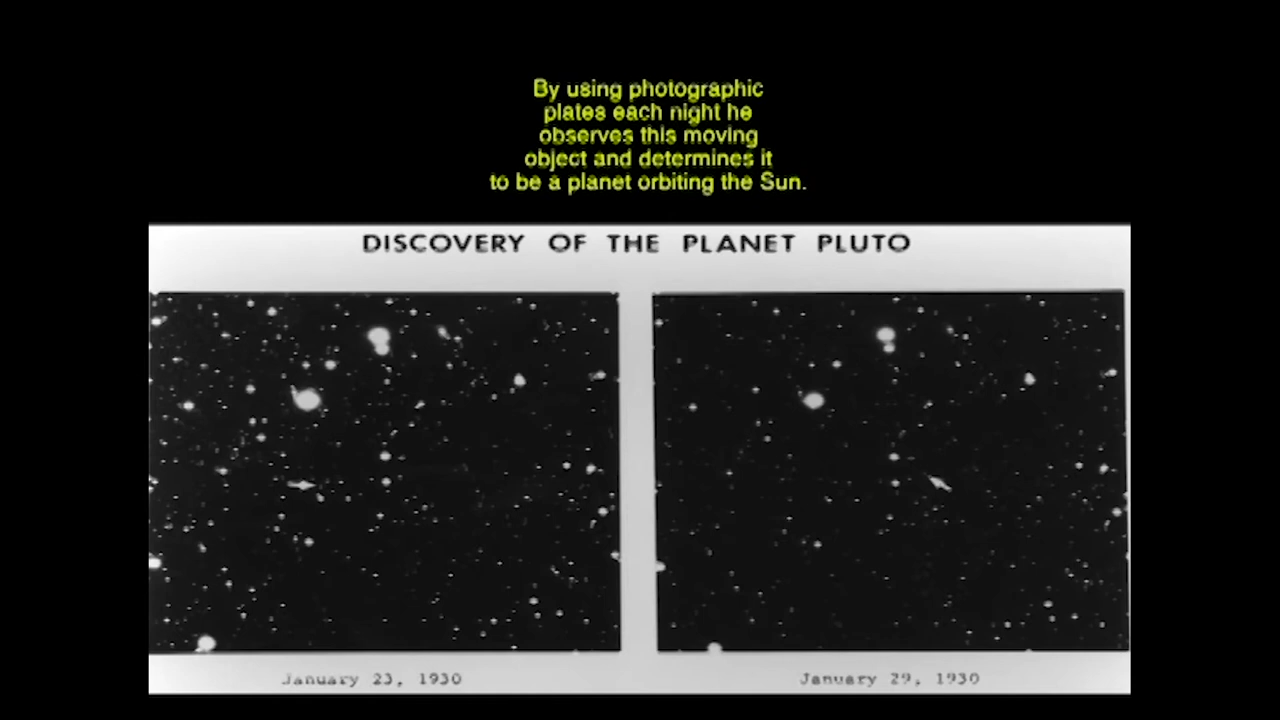 By using photographic
plates each night he
observes this moving
object and determines it
to be a planet orbiting the Sun.
DISCOVERY OF THE PLANET PLUTO
January 23, 1930
January 29, 1930